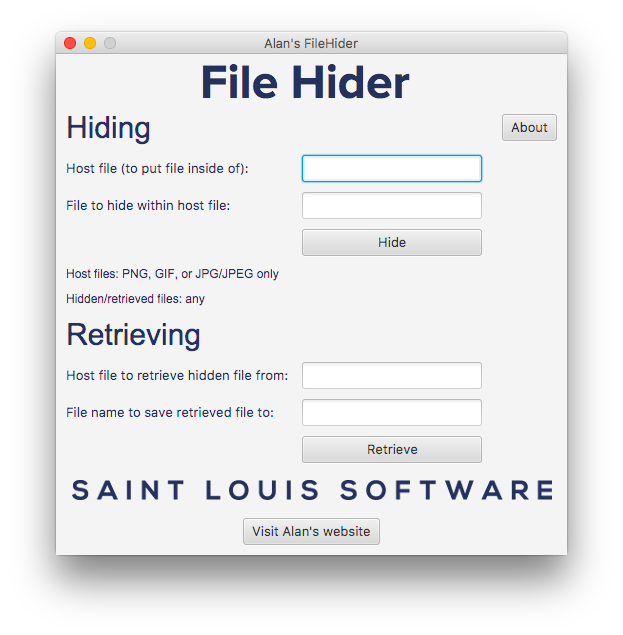 Alan's FileHider
File Hider
Hiding
About
Host file (to put file inside of):
File to hide within host file:
Hide
Host files: PNG, GIF, or JPG/JPEG only
Hidden/retrieved files: any
Retrieving
Host file to retrieve hidden file from:
File name to save retrieved file to:
Retrieve
SAINT LOUIS SOFTWARE
Visit Alan's website